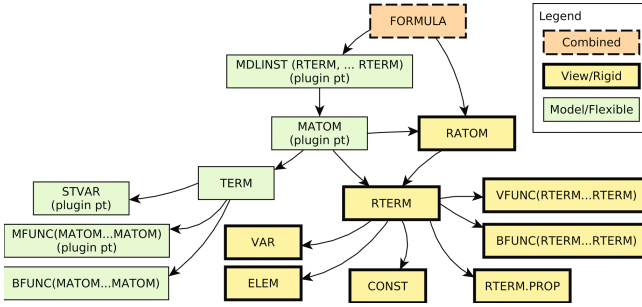 FORMULA
Legend
Combined
View/Rigid
Model/Flexible
MDLINST (RTERM, ... RTERM)
(plugin pt)
MATOM
(plugin pt)
RATOM
TERM
STVAR
(plugin pt)
RTERM
VFUNC(RTERM...RTERM)
MFUNC(MATOM...MATOM)
(plugin pt)
VAR
BFUNC(RTERM...RTERM)
BFUNC(MATOM...MATOM)
ELEM
CONST
RTERM.PROP